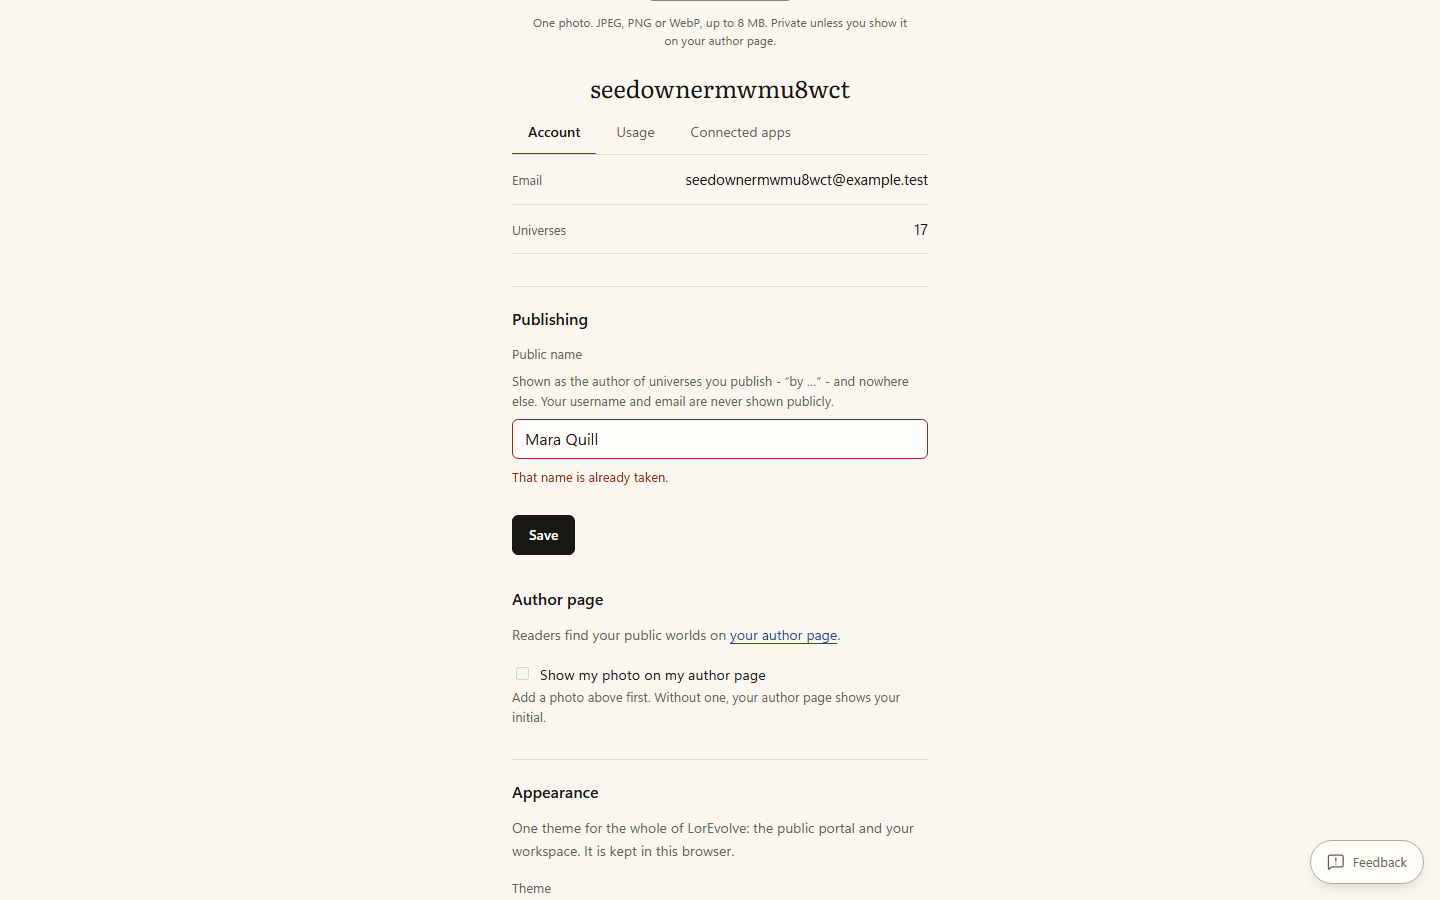 One photo. JPEG, PNG or WebP, up to 8 MB. Private unless you show it
on your author page.
seedownermwmu8wct
Account
Usage
Connected apps
Email
seedownermwmu8wct@example.test
Universes
17
Publishing
Public name
Shown as the author of universes you publish - “by ...” - and nowhere
else. Your username and email are never shown publicly.
Mara Quill
That name is already taken.
Save
Author page
Readers find your public worlds on your author page.
Show my photo on my author page
Add a photo above first. Without one, your author page shows your
initial.
Appearance
One theme for the whole of LorEvolve: the public portal and your
workspace. It is kept in this browser.
Theme
Feedback